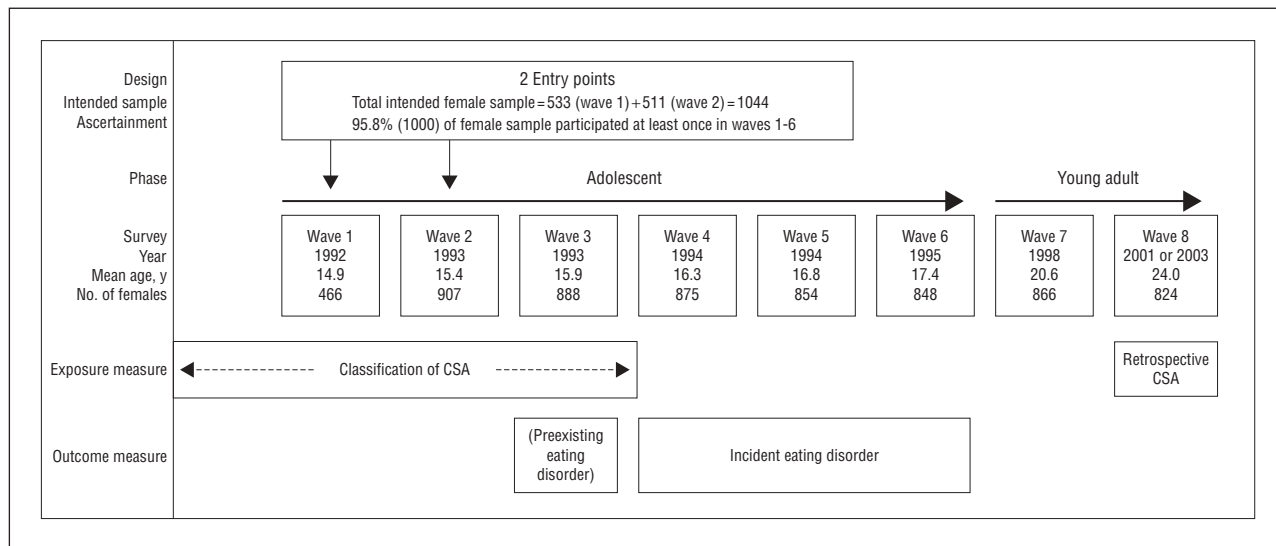 Design
Intended sample
Ascertainment
2 Entry points
Total intended female sample=533 (wave 1)+511 (wave 2)=1044
95.8% (1000) of female sample participated at least once in waves 1-6
Phase
Adolescent
Young adult
Survey
Year
Mean age, y
No. of females
Wave 1
1992
14.9
466
Wave 2
1993
15.4
907
Wave 3
1993
15.9
888
Wave 4
1994
16.3
875
Wave 5
1994
16.8
854
Wave 6
1995
17.4
848
Wave 7
1998
20.6
866
Wave 8
2001 or 2003
24.0
824
Exposure measure
Classification of CSA
Retrospective
CSA
Outcome measure
(Preexisting
eating
disorder)
Incident eating disorder